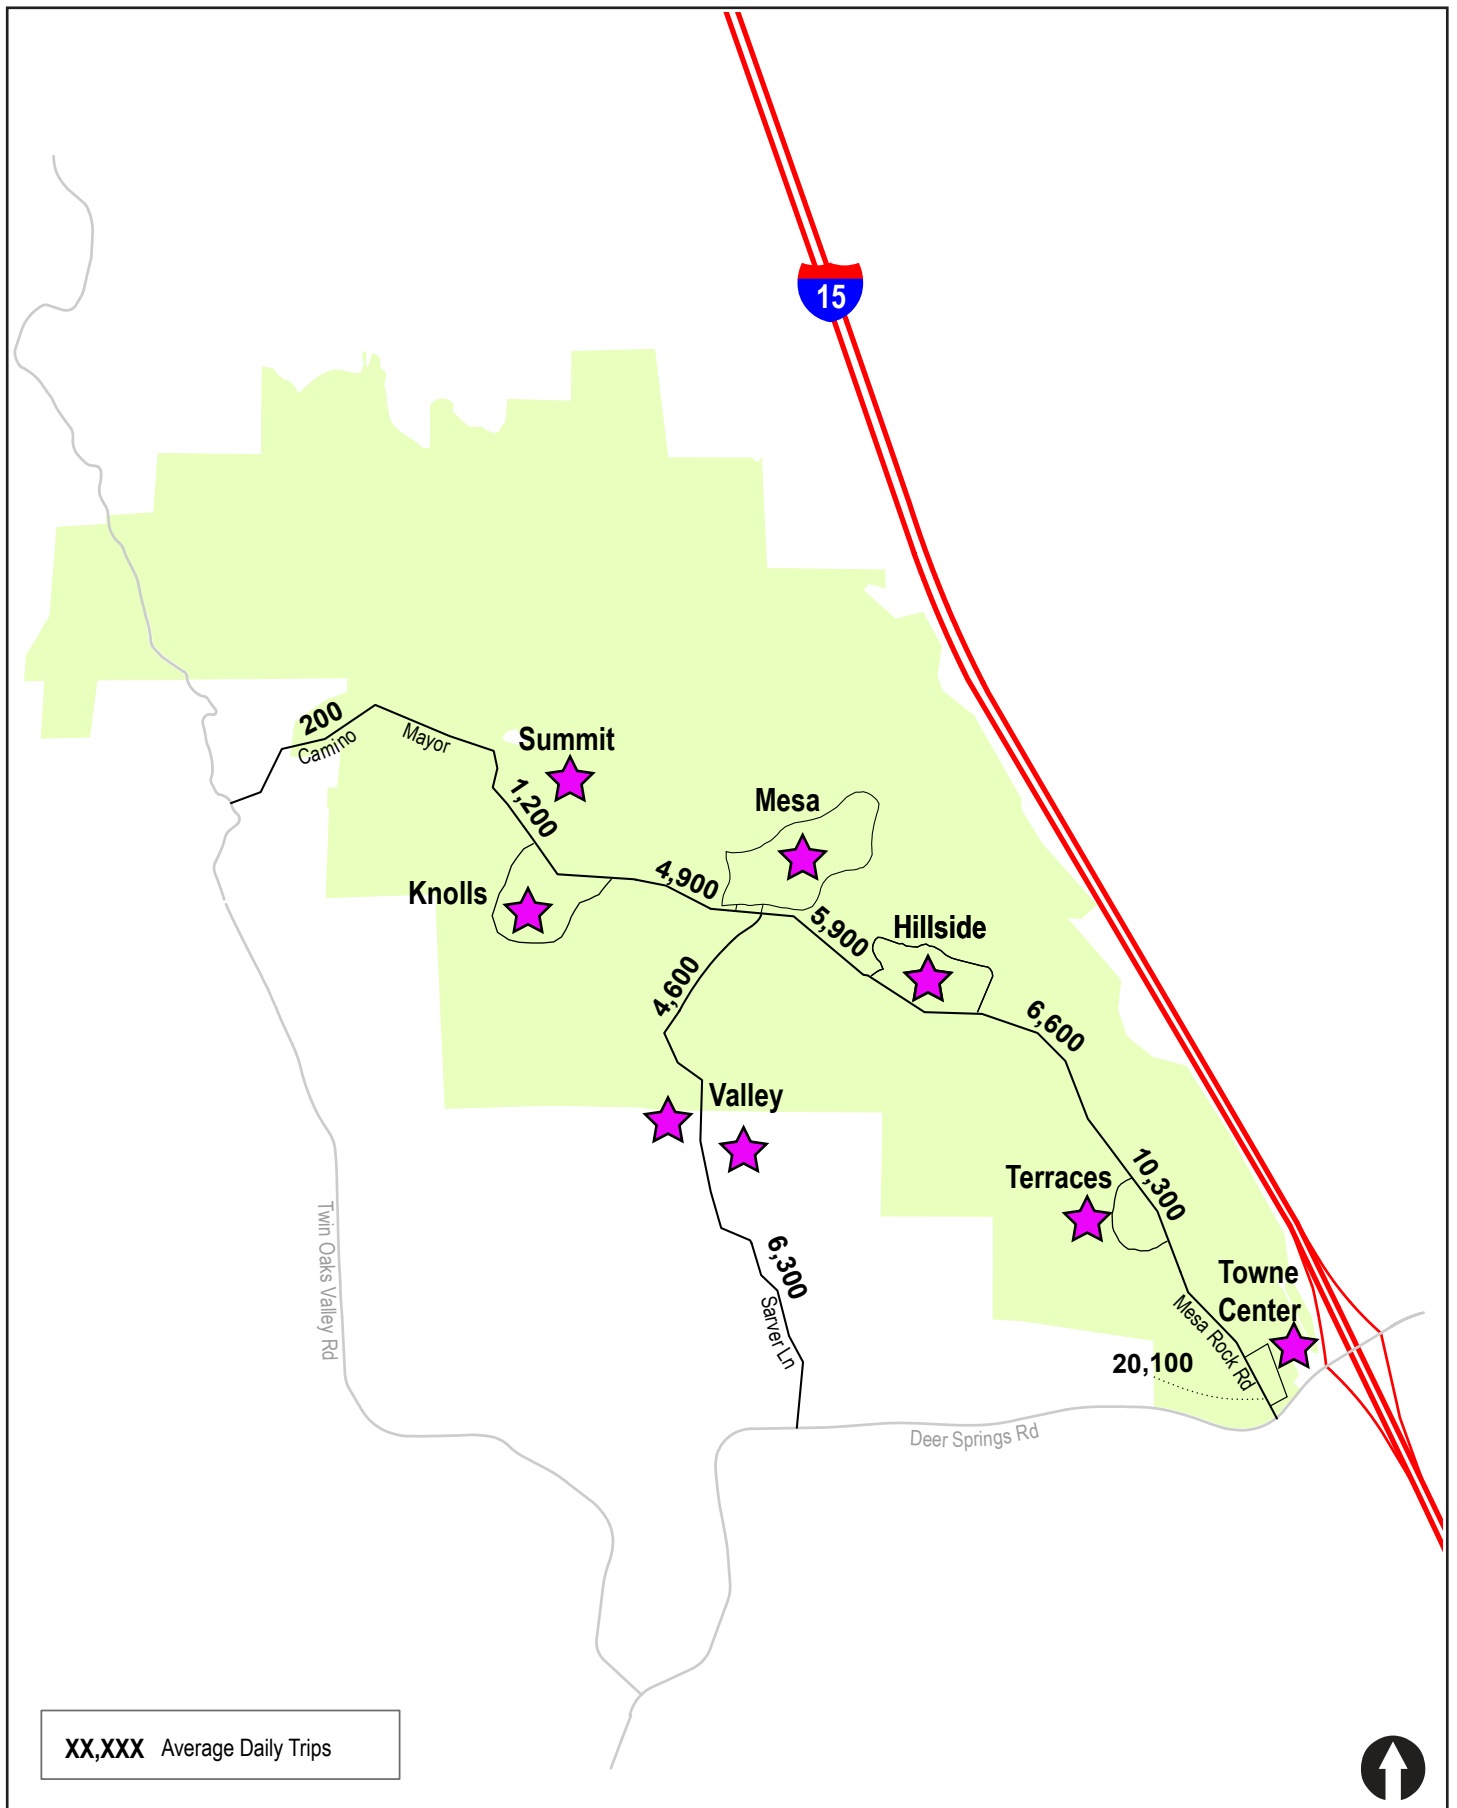 15
200
Camino
Mayor
Summit
1,200
Mesa
Knolls
4,900
5,900
Hillside
4,600
6,600
Valley
Terraces
10,300
Twin Oaks Valley Rd
6,300
Sarver Ln
Towne
Center
Mesa Rock Rd
20,100
Deer Springs Rd
XX,XXX Average Daily Trips